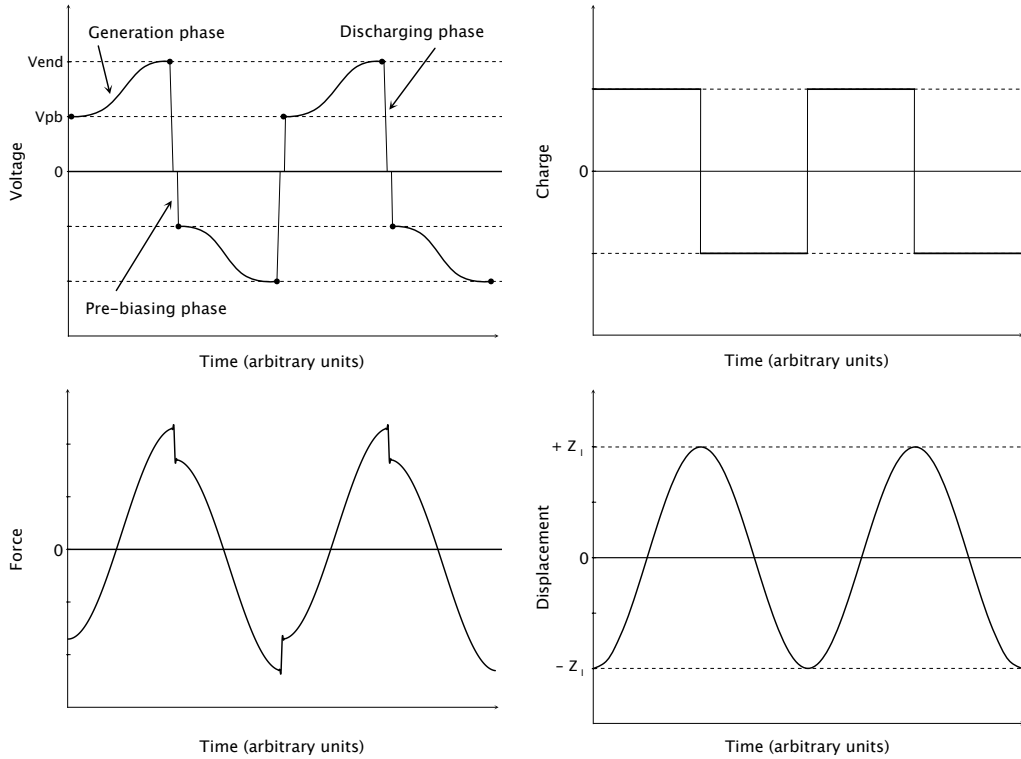 Generation phase
Discharging phase
Vend
Vpb
0
Voltage
Pre-biasing phase
Time (arbitrary units)
Charge
0
Time (arbitrary units)
Force
0
Time (arbitrary units)
+ Z l
Displacement
0
- Z l
Time (arbitrary units)